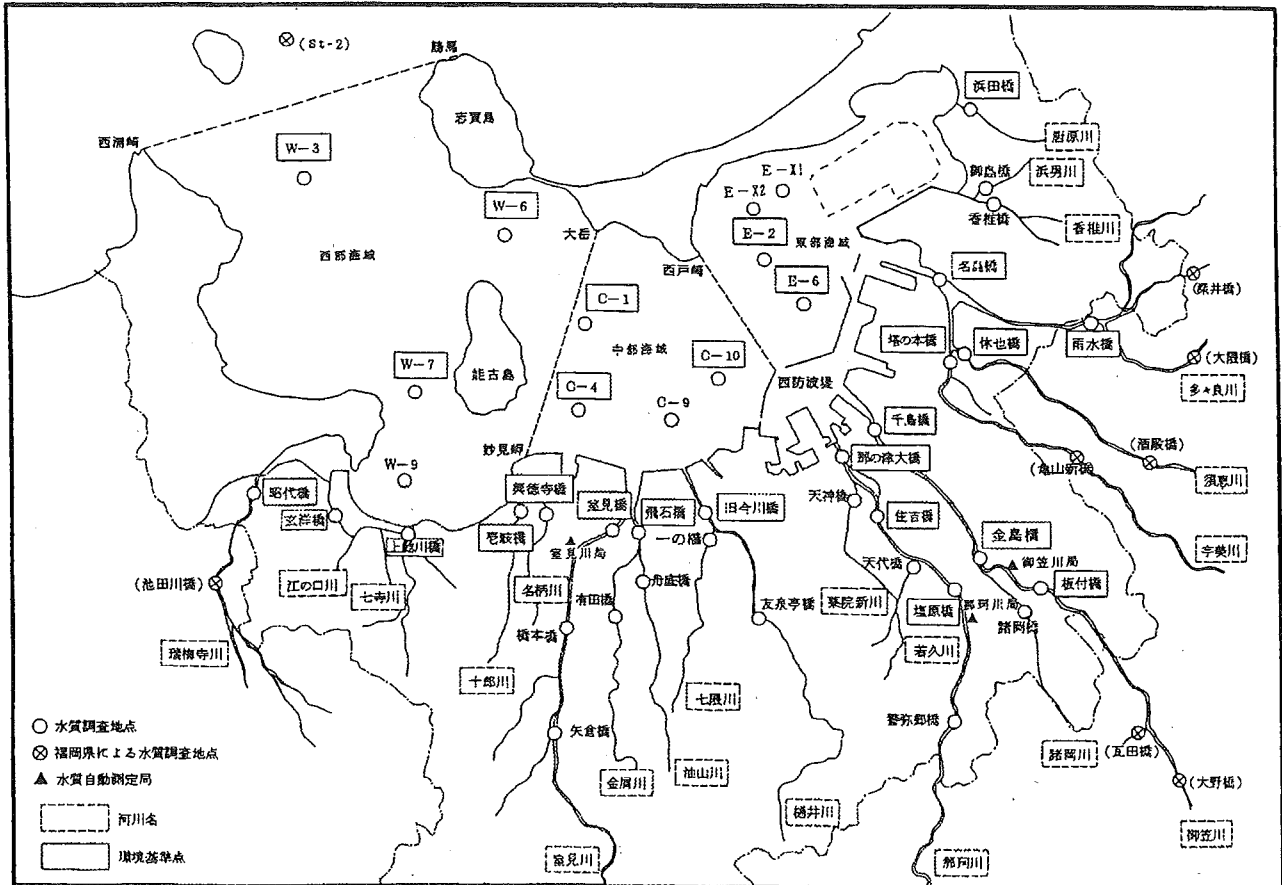 (St-2)
勝馬
志賀島
西浦崎
W-3
W-6
西部海域
大岳
西戸崎
能古島
W-7
W-9
妙見岬
C-1
中部海域
C-4
C-10
C-9
E-X1
E-X2
E-2
東部海域
E-6
西防波堤
浜田橋
御島橋
浜男川
香椎橋
香椎川
名島橋
(深井橋)
雨水橋
(大隈橋)
多々良川
塔の本橋
休也橋
(酒殿橋)
須恵川
(亀山新橋)
宇美川
千鳥橋
那の津大橋
天神橋
住吉橋
金島橋
御笠川局
板付橋
天代橋
塩原橋
那珂川局
諸岡橋
薬院新川
若久川
警弥郷橋
諸岡川
(瓦田橋)
(大野橋)
御笠川
那珂川
昭代橋
玄洋橋
上鯰川橋
(池田川橋)
江の口川
七寺川
瑞梅寺川
興徳寺橋
壱岐橋
室見橋
室見川局
名柄川
橋本橋
十郎川
矢倉橋
室見川
飛石橋
一の橋
旧今川橋
有田橋
舟底橋
友泉亭橋
七隈川
金屑川
油山川
樋井川
水質調査地点
福岡県による水質調査地点
水質自動測定局
河川名
環境基準点